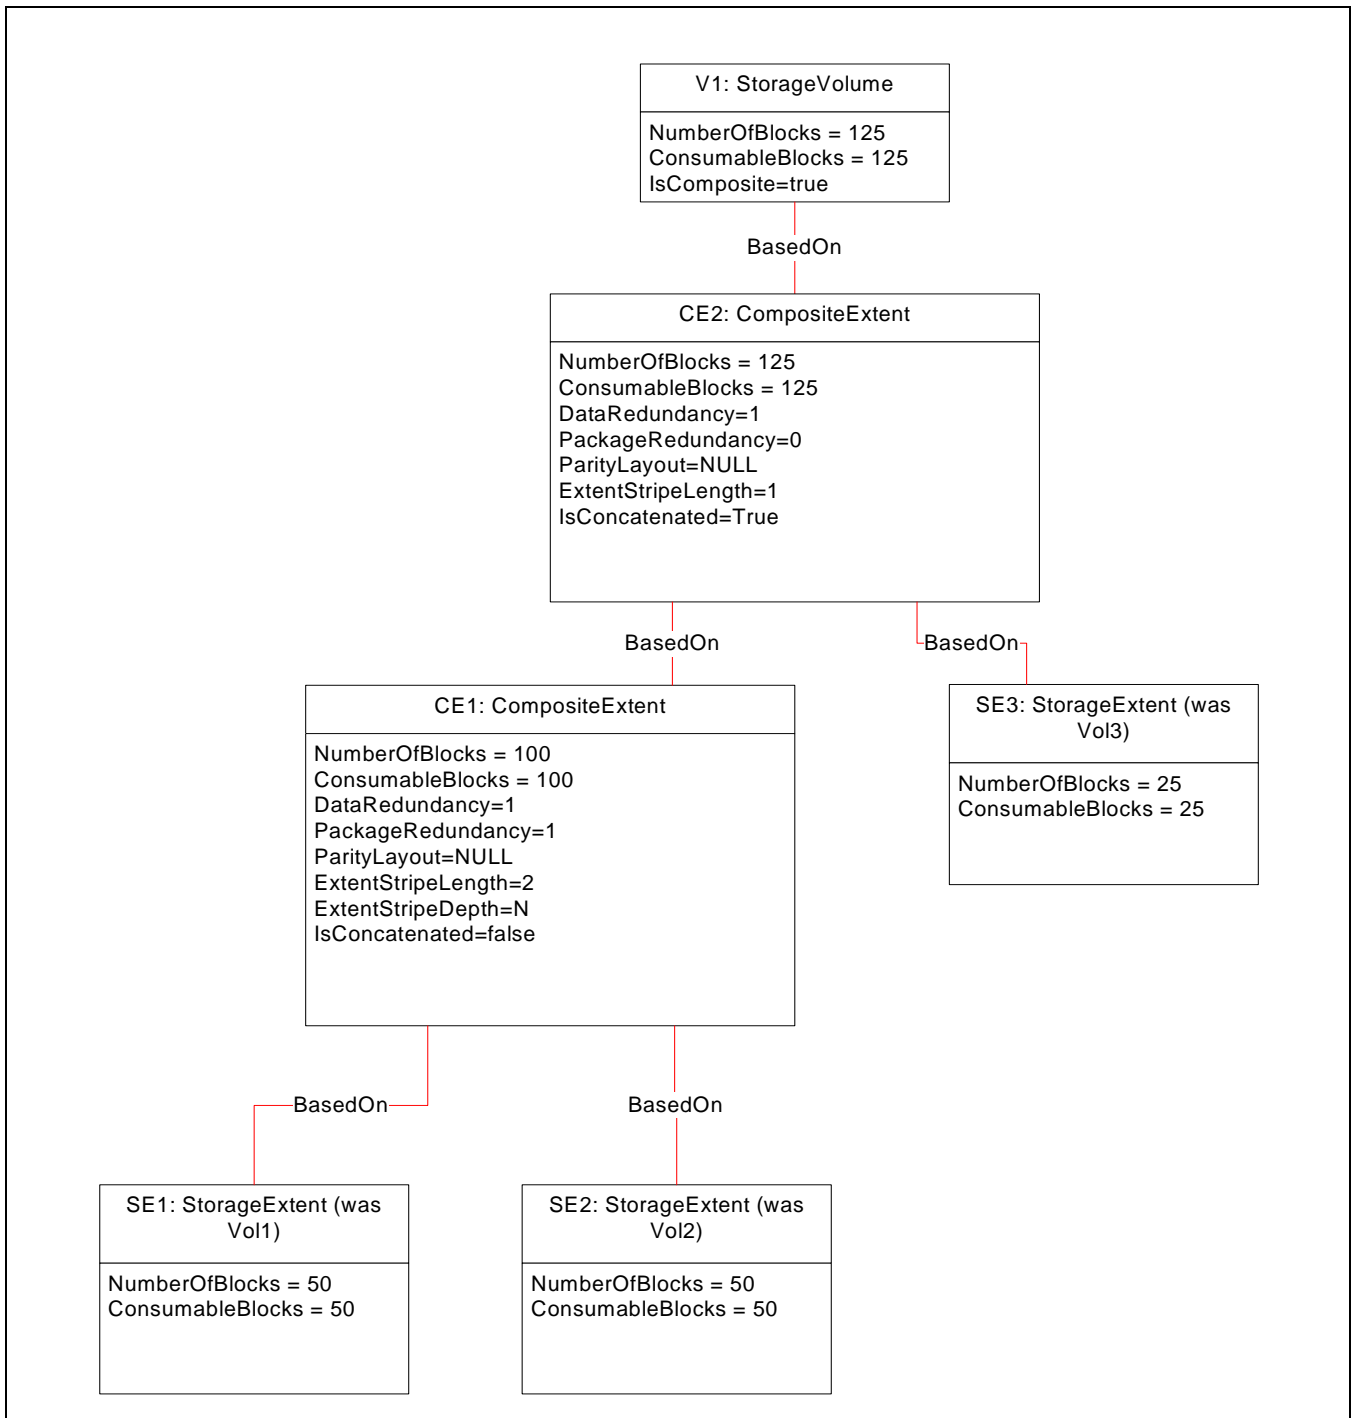 V1: StorageVolume
NumberOfBlocks = 125
ConsumableBlocks = 125
IsComposite=true
BasedOn
CE2: CompositeExtent
NumberOfBlocks = 125
ConsumableBlocks = 125
DataRedundancy=1
PackageRedundancy=0
ParityLayout=NULL
ExtentStripeLength=1
IsConcatenated=True
BasedOn
BasedOn
CE1: CompositeExtent
NumberOfBlocks = 100
ConsumableBlocks = 100
DataRedundancy=1
PackageRedundancy=1
ParityLayout=NULL
ExtentStripeLength=2
ExtentStripeDepth=N
IsConcatenated=false
SE3: StorageExtent (was
Vol3)
NumberOfBlocks = 25
ConsumableBlocks = 25
BasedOn
BasedOn
SE1: StorageExtent (was
Vol1)
NumberOfBlocks = 50
ConsumableBlocks = 50
SE2: StorageExtent (was
Vol2)
NumberOfBlocks = 50
ConsumableBlocks = 50